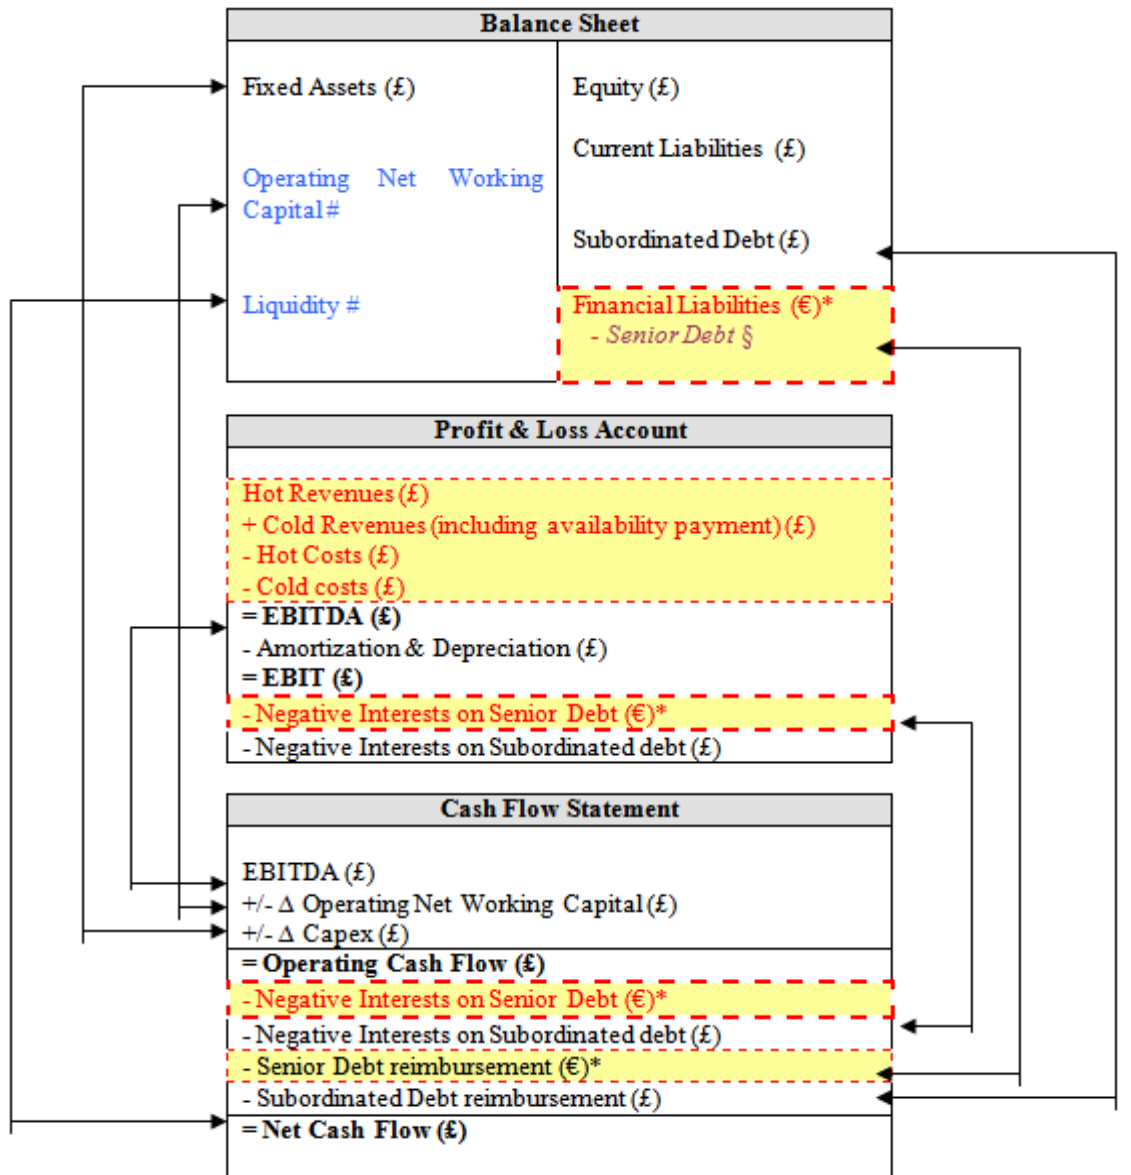 Balance Sheet
Fixed Assets (£)
Operating Net Working
Capital #
Liquidity #
Equity (£)
Current Liabilities (£)
Subordinated Debt (£)
Financial Liabilities (€)*
- Senior Debt §
Profit & Loss Account
Hot Revenues (£)
+ Cold Revenues (including availability payment) (£)
- Hot Costs (£)
- Cold costs (£)
= EBITDA (£)
- Amortization & Depreciation (£)
= EBIT (£)
- Negative Interests on Senior Debt (€)*
- Negative Interests on Subordinated debt (£)
Cash Flow Statement
EBITDA (£)
+/- Δ Operating Net Working Capital (£)
+/- Δ Capex (£)
= Operating Cash Flow (£)
- Negative Interests on Senior Debt (€)*
- Negative Interests on Subordinated debt (£)
- Senior Debt reimbursement (€)*
- Subordinated Debt reimbursement (£)
= Net Cash Flow (£)